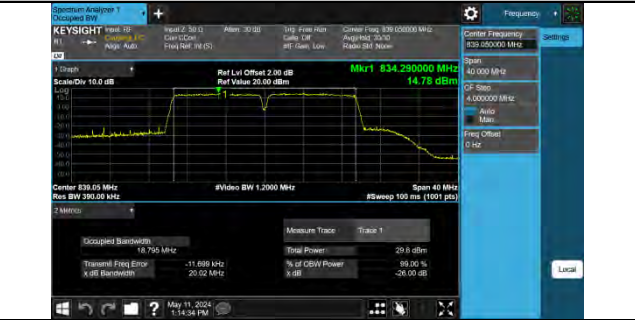 Spectrum Analyzer 1
Occupied BW
+
Frequency
KEYSIGHT Input: RF
Coupling: DC
Align: Auto
Input Z: 50 Ω
Corr CCorr
Freq Ref: Int (S)
Atten: 30 dB
Trig: Free Run
Gate: Off
#IF Gain: Low
Center Freq: 839.050000 MHz
Avg|Hold: 30/30
Radio Std: None
Center Frequency
839.050000 MHz
Settings
Span
40.000 MHz
CF Step
4.000000 MHz
Auto
Man
Freq Offset
0 Hz
1 Graph
Scale/Div 10.0 dB
Log
Ref Lvl Offset 2.00 dB
Ref Value 20.00 dBm
Mkr1 834.290000 MHz
14.78 dBm
1
Center 839.05 MHz
Res BW 390.00 kHz
#Video BW 1.2000 MHz
Span 40 MHz
#Sweep 100 ms (1001 pts)
2 Metrics
Measure Trace
Trace 1
Occupied Bandwidth
18.795 MHz
Total Power
29.6 dBm
Transmit Freq Error
-11.699 kHz
% of OBW Power
99.00 %
x dB Bandwidth
20.02 MHz
x dB
-26.00 dB
Local
?
May 11, 2024
1:14:34 PM